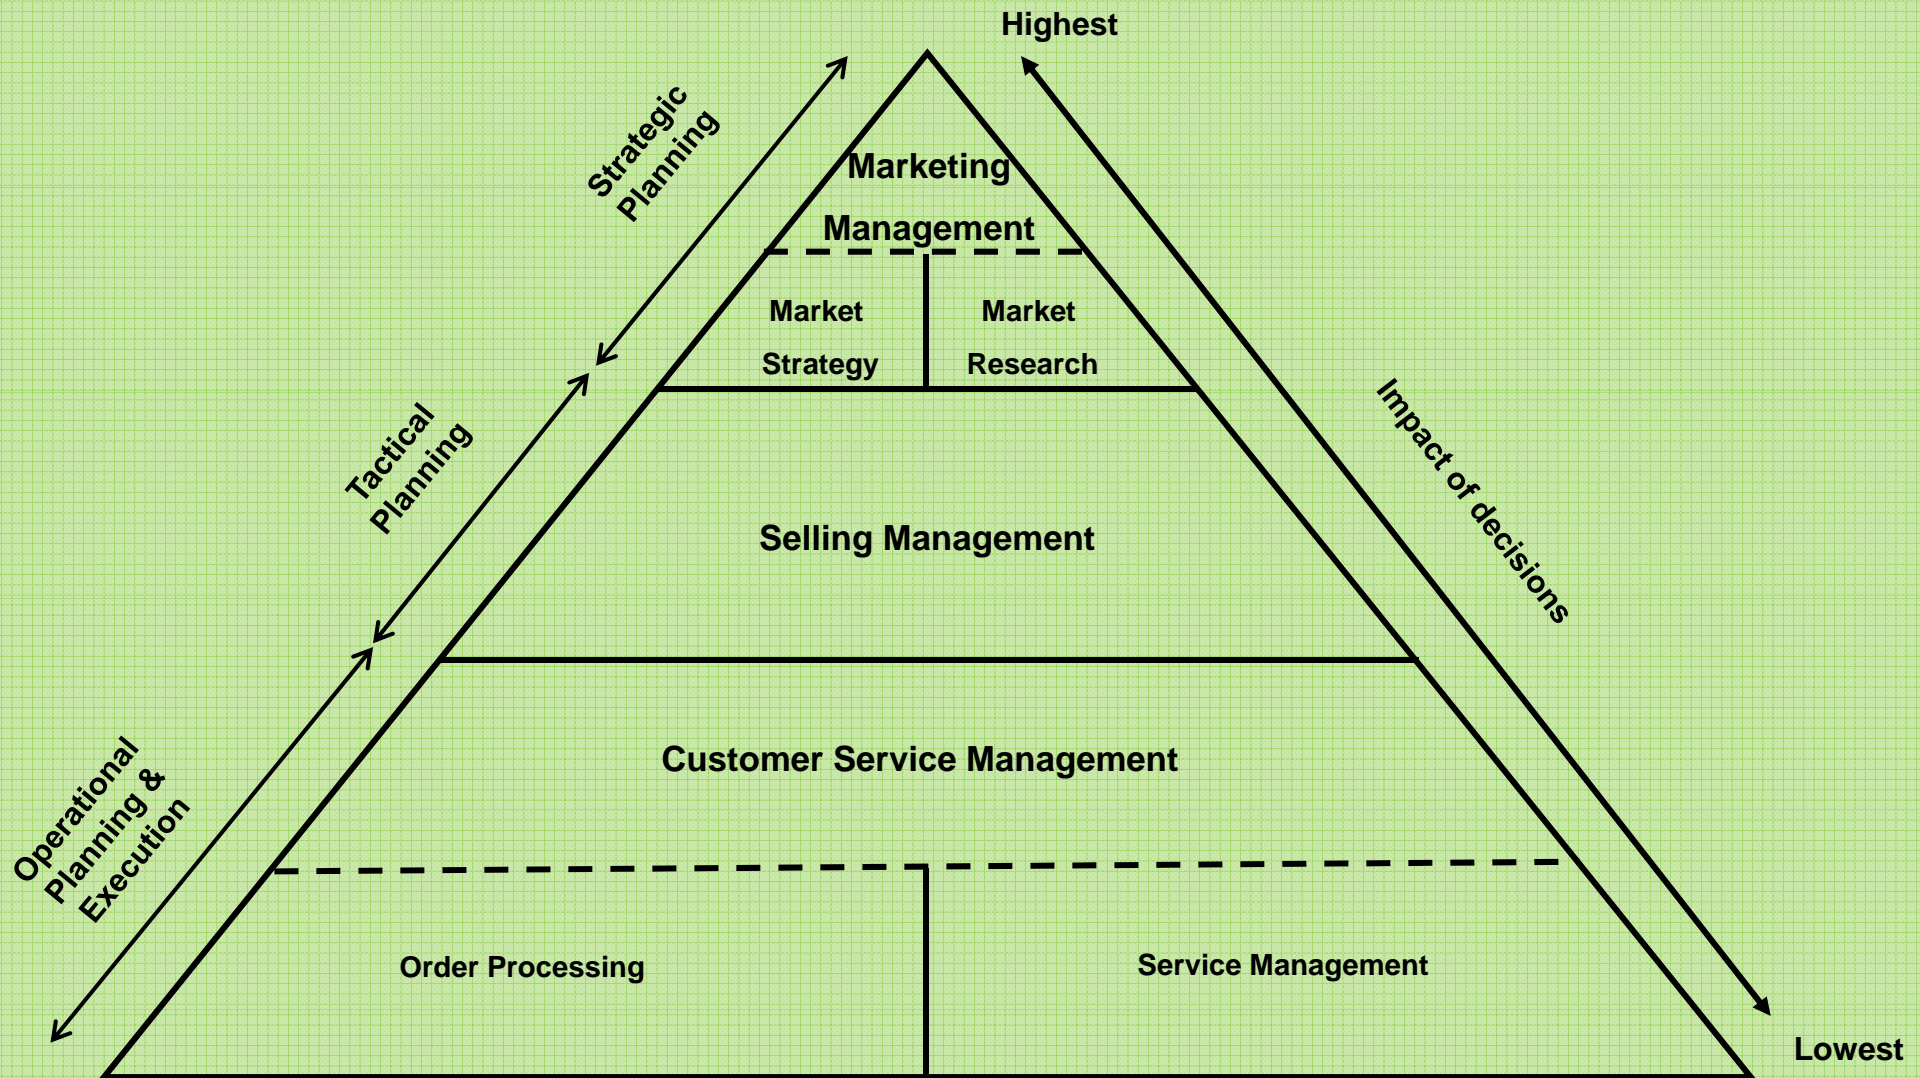 Highest
Strategic
Planning
Marketing
Management
Market
Strategy
Market
Research
Tactical
Planning
Impact of decisions
Selling Management
Customer Service Management
Operational
Planning &
Execution
Order Processing
Service Management
Lowest